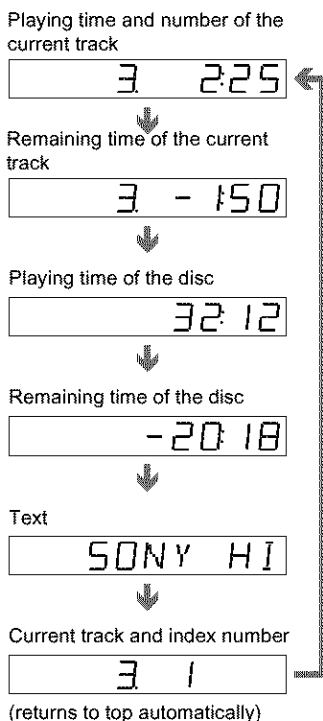 Playing time and number of the
current track
3. 2:25
Remaining time of the current
track
3. - 1:50
Playing time of the disc
32:12
Remaining time of the disc
-20:18
Text
SONY HI
Current track and index number
3. 1
(returns to top automatically)